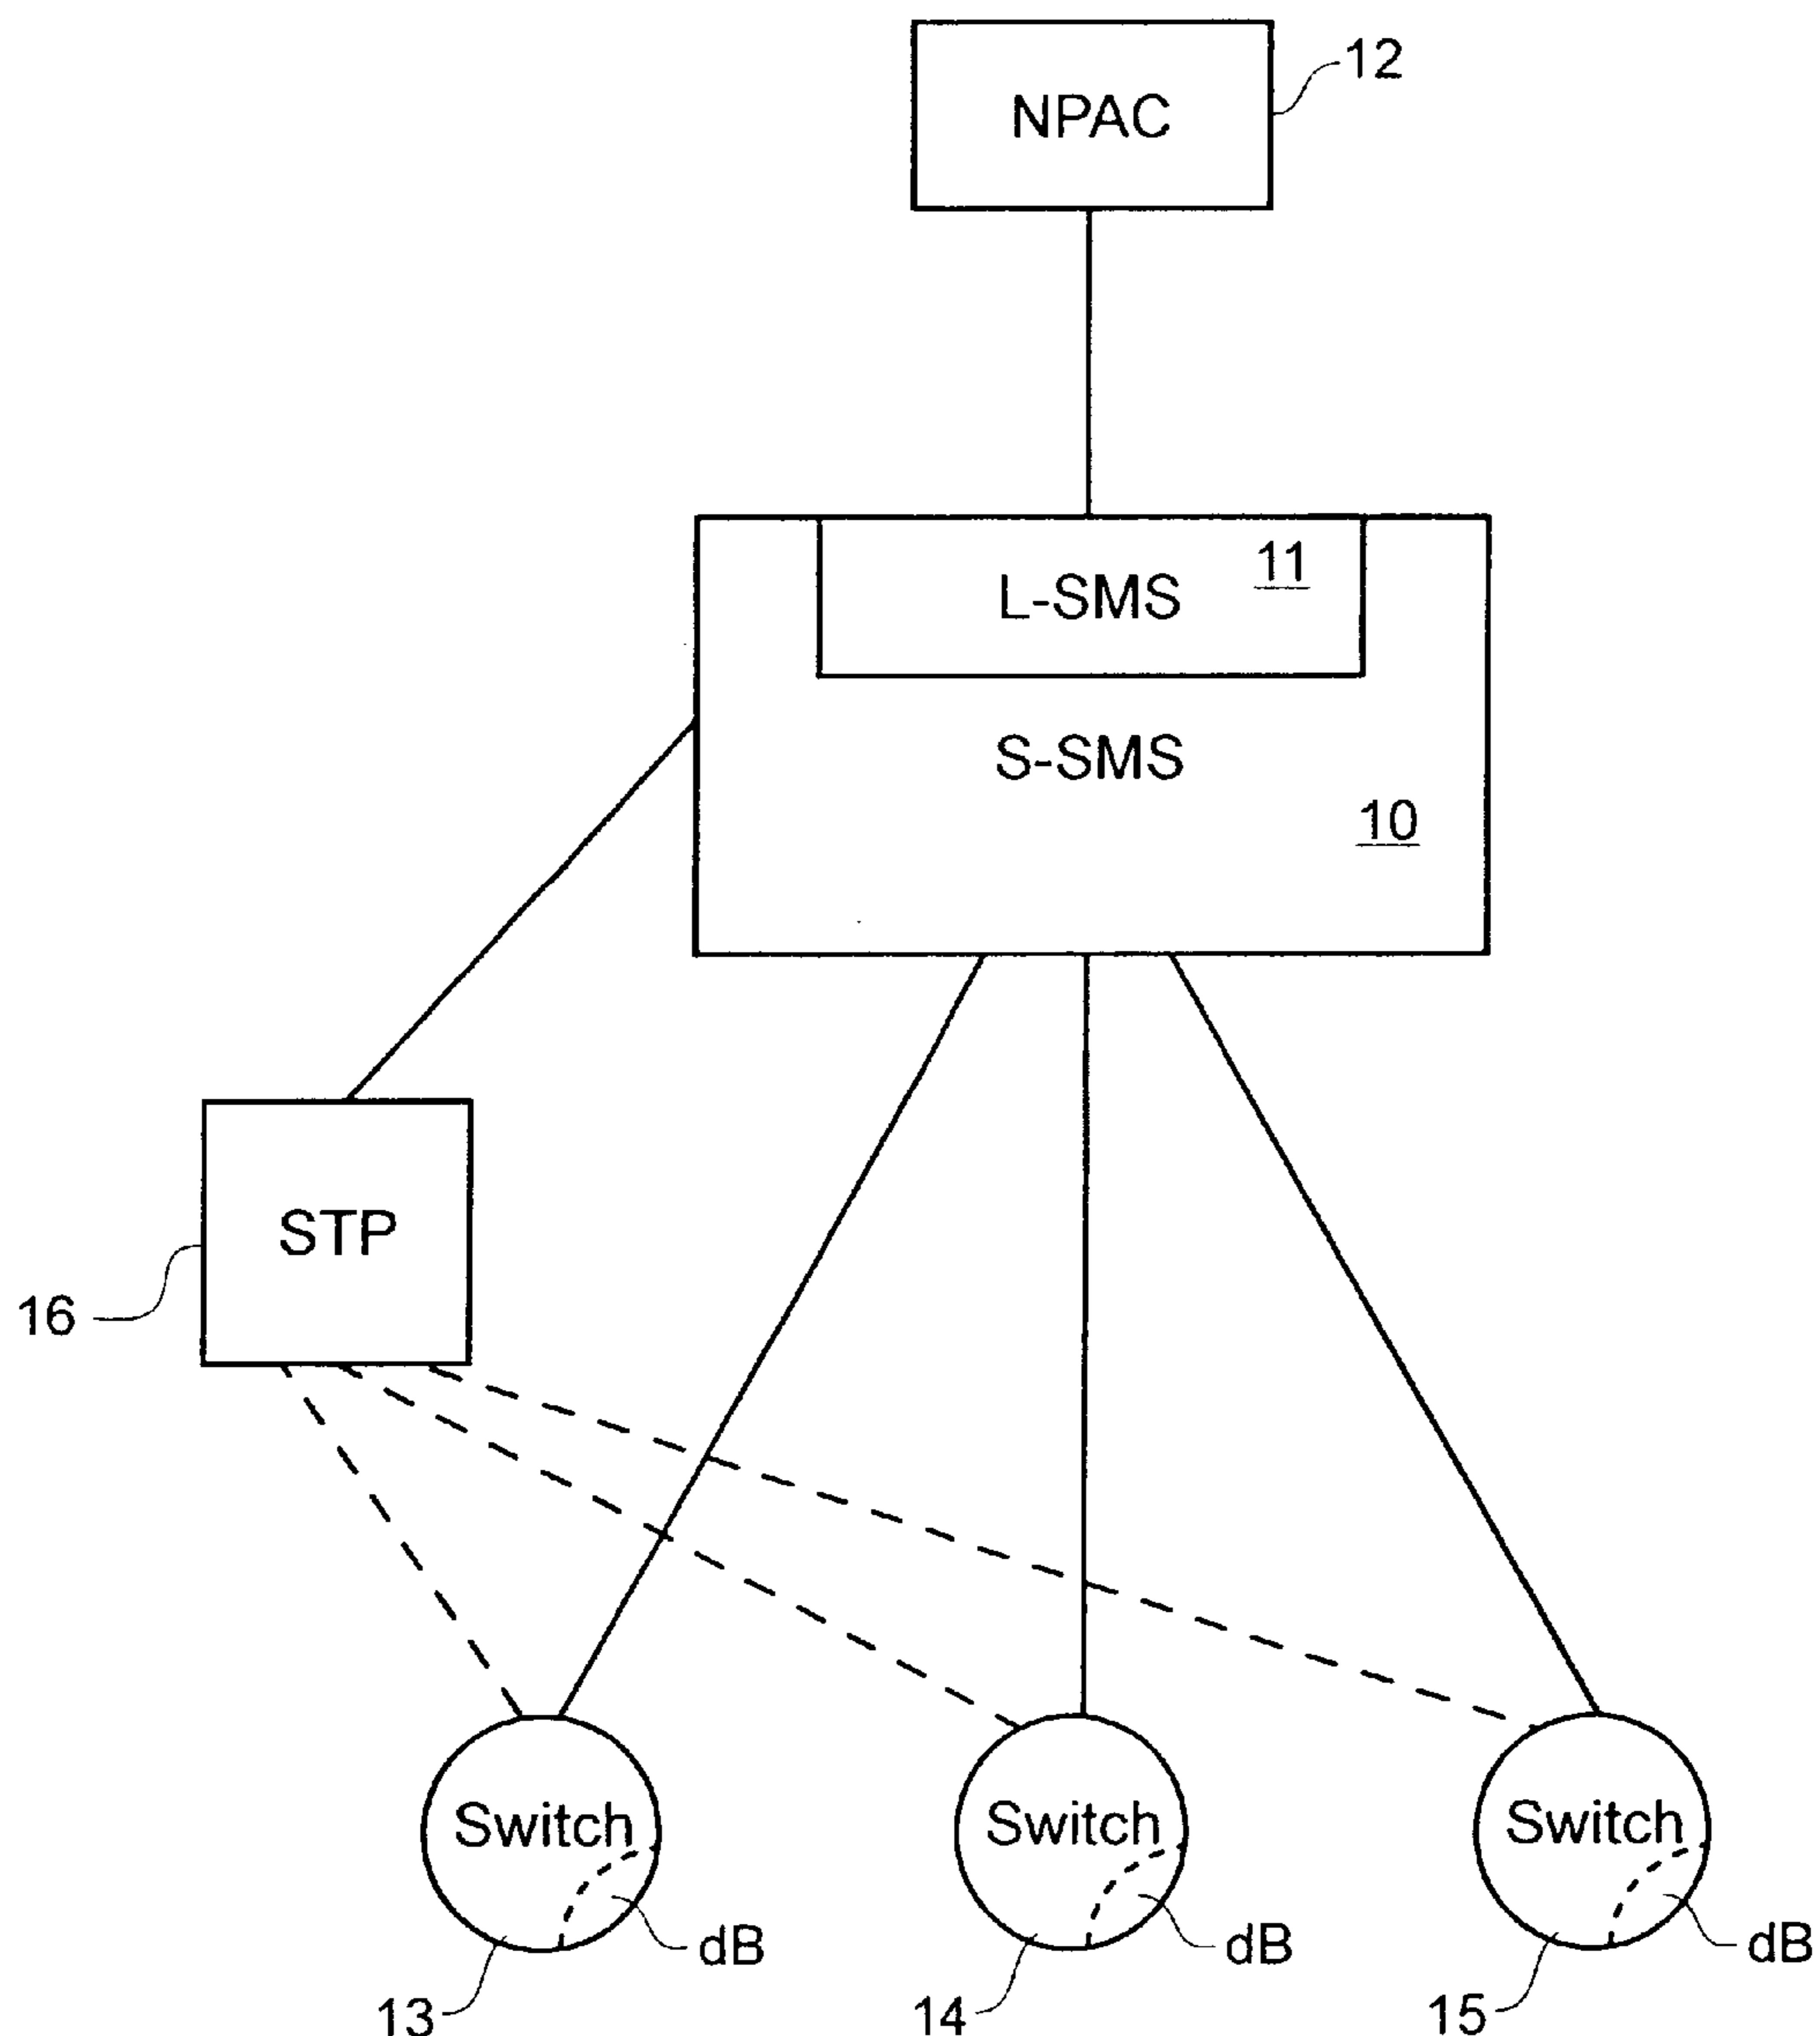 12
NPAC
11
L-SMS
S-SMS
10
STP
16
Switch
Switch
Switch
dB
dB
dB
13
14
15